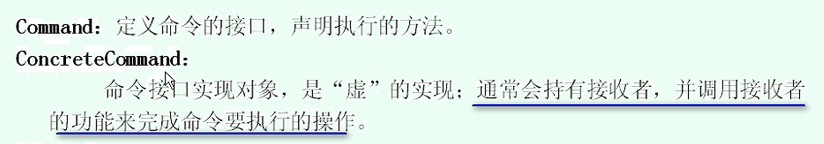 Command：定义命令的接口，声明执行的方法。
ConcreteCommand：
命令接口实现对象，是“虚”的实现；通常会持有接收者，并调用接收者
的功能来完成命令要执行的操作。